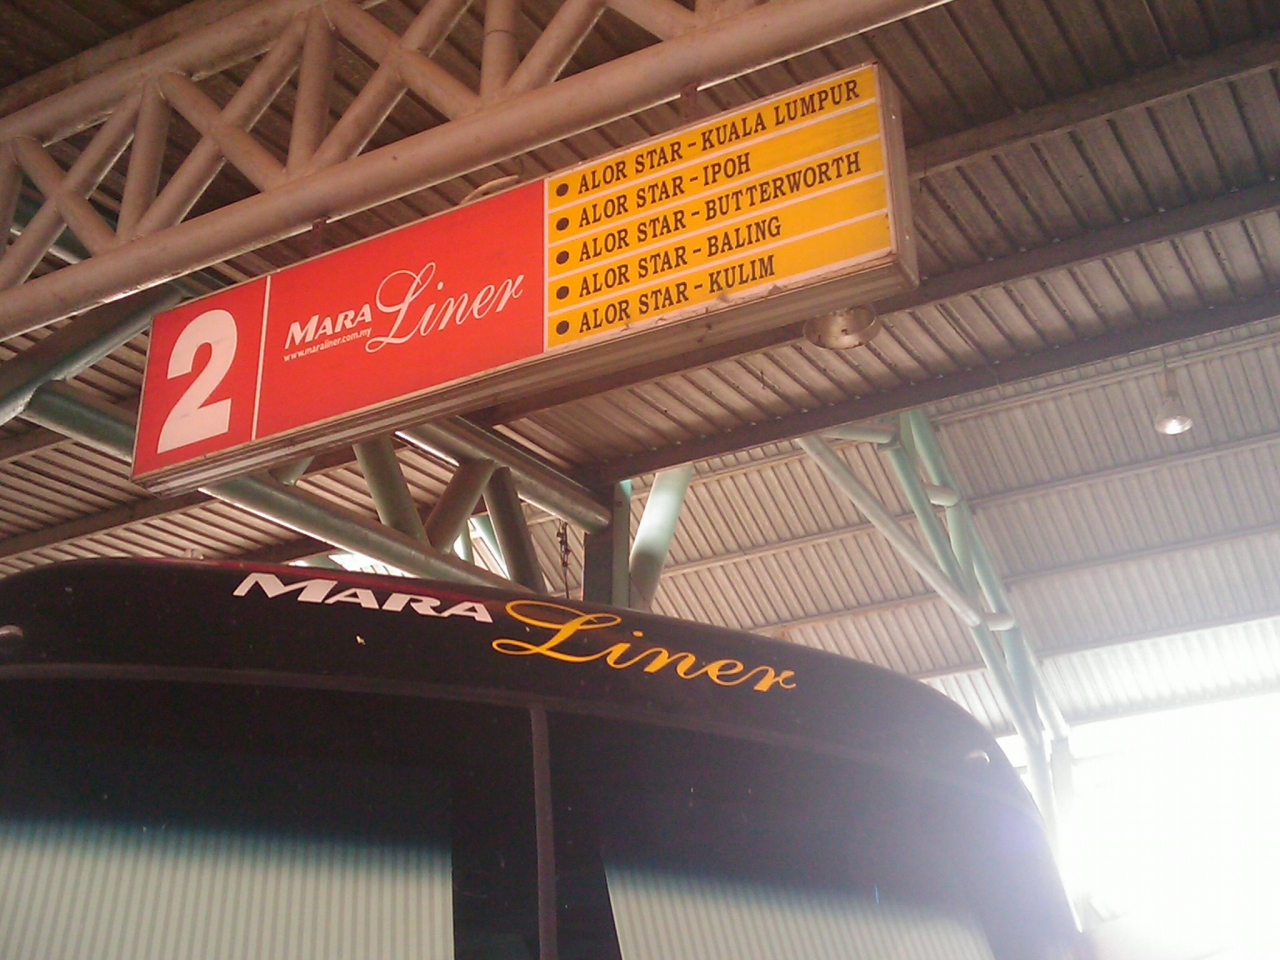 2
MARA Liner
www.maraliner.com.my
ALOR STAR - KUALA LUMPUR
ALOR STAR - IPOH
ALOR STAR - BUTTERWORTH
ALOR STAR - BALING
ALOR STAR - KULIM
MARA Liner